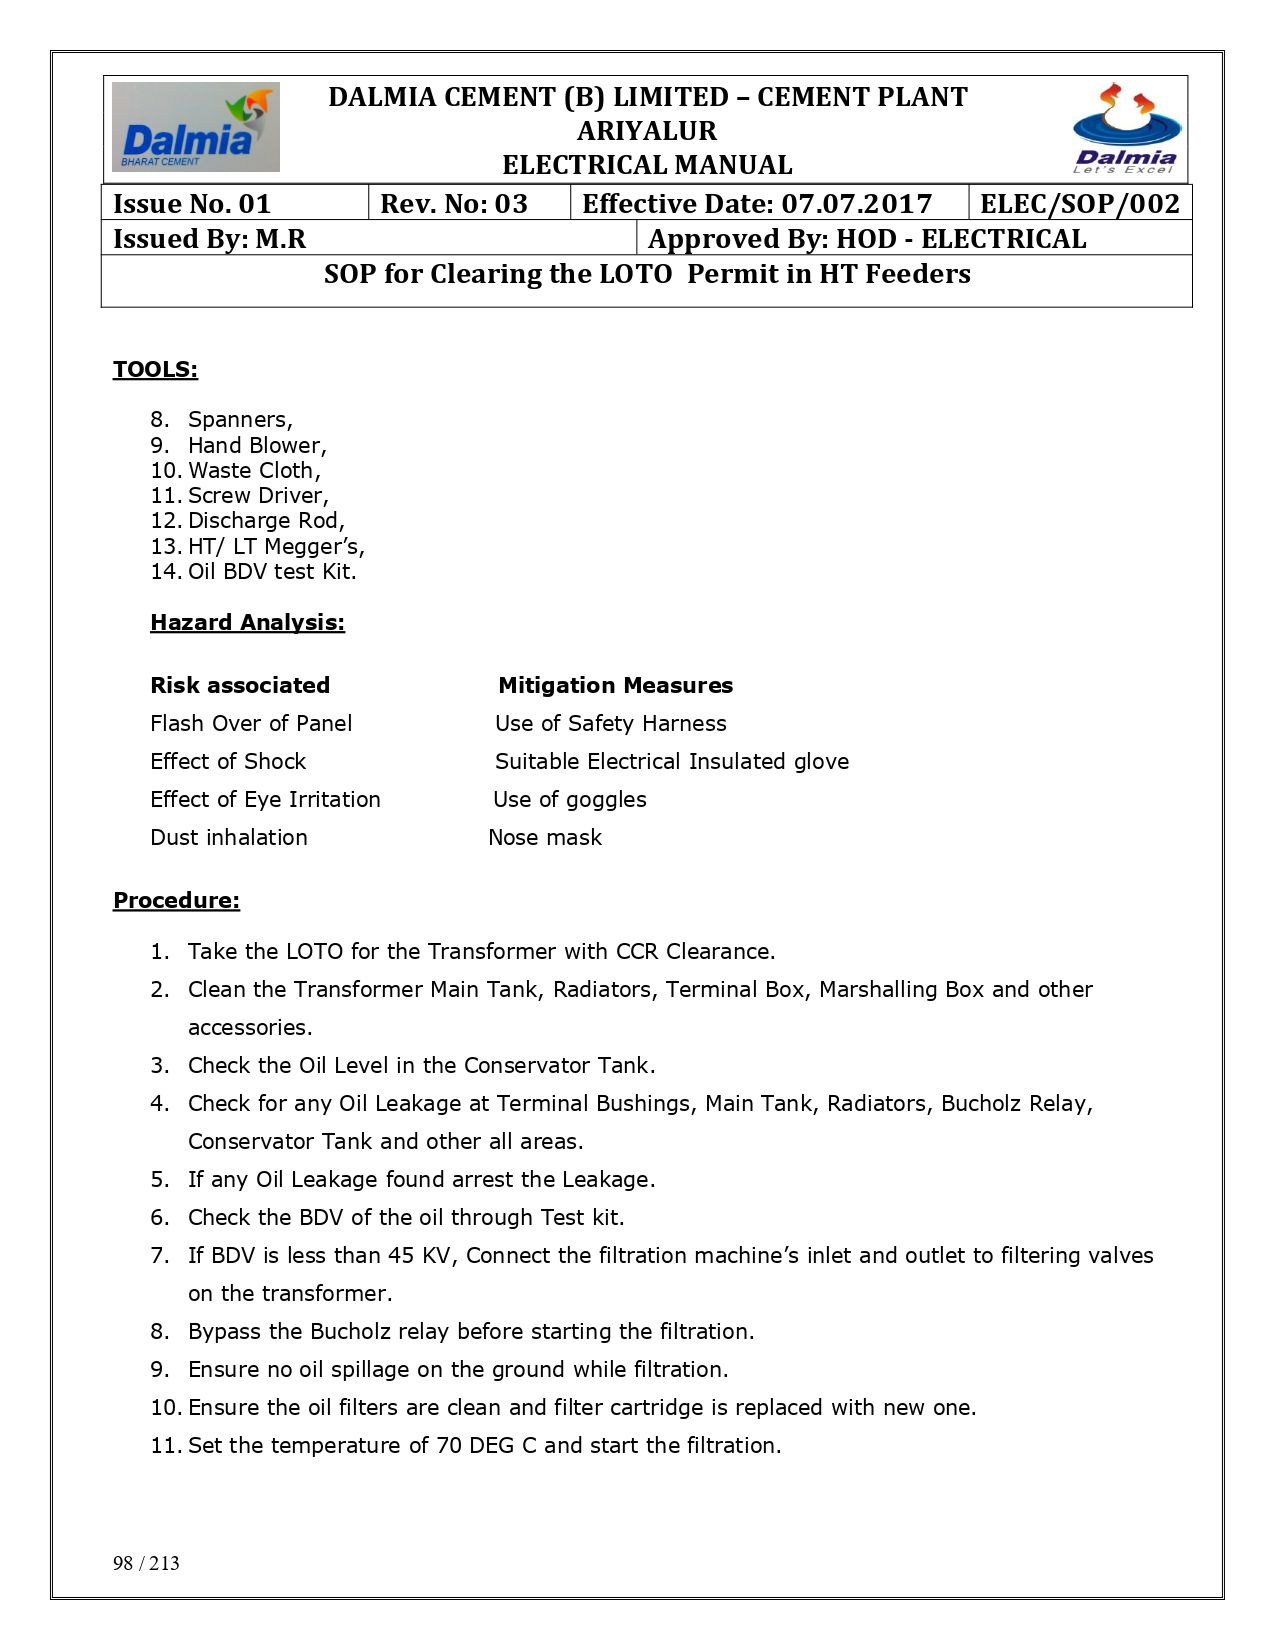 Dalmia
BHARAT CEMENT
DALMIA CEMENT (B) LIMITED – CEMENT PLANT
ARIYALUR
ELECTRICAL MANUAL
Dalmia
Let's Excel
Issue No. 01 Rev. No: 03 Effective Date: 07.07.2017 ELEC/SOP/002
Issued By: M.R Approved By: HOD - ELECTRICAL
SOP for Clearing the LOTO Permit in HT Feeders
TOOLS:
8. Spanners,
9. Hand Blower,
10. Waste Cloth,
11. Screw Driver,
12. Discharge Rod,
13. HT/ LT Megger’s,
14. Oil BDV test Kit.
Hazard Analysis:
Risk associated Mitigation Measures
Flash Over of Panel Use of Safety Harness
Effect of Shock Suitable Electrical Insulated glove
Effect of Eye Irritation Use of goggles
Dust inhalation Nose mask
Procedure:
1. Take the LOTO for the Transformer with CCR Clearance.
2. Clean the Transformer Main Tank, Radiators, Terminal Box, Marshalling Box and other
accessories.
3. Check the Oil Level in the Conservator Tank.
4. Check for any Oil Leakage at Terminal Bushings, Main Tank, Radiators, Bucholz Relay,
Conservator Tank and other all areas.
5. If any Oil Leakage found arrest the Leakage.
6. Check the BDV of the oil through Test kit.
7. If BDV is less than 45 KV, Connect the filtration machine’s inlet and outlet to filtering valves
on the transformer.
8. Bypass the Bucholz relay before starting the filtration.
9. Ensure no oil spillage on the ground while filtration.
10. Ensure the oil filters are clean and filter cartridge is replaced with new one.
11. Set the temperature of 70 DEG C and start the filtration.
98 / 213